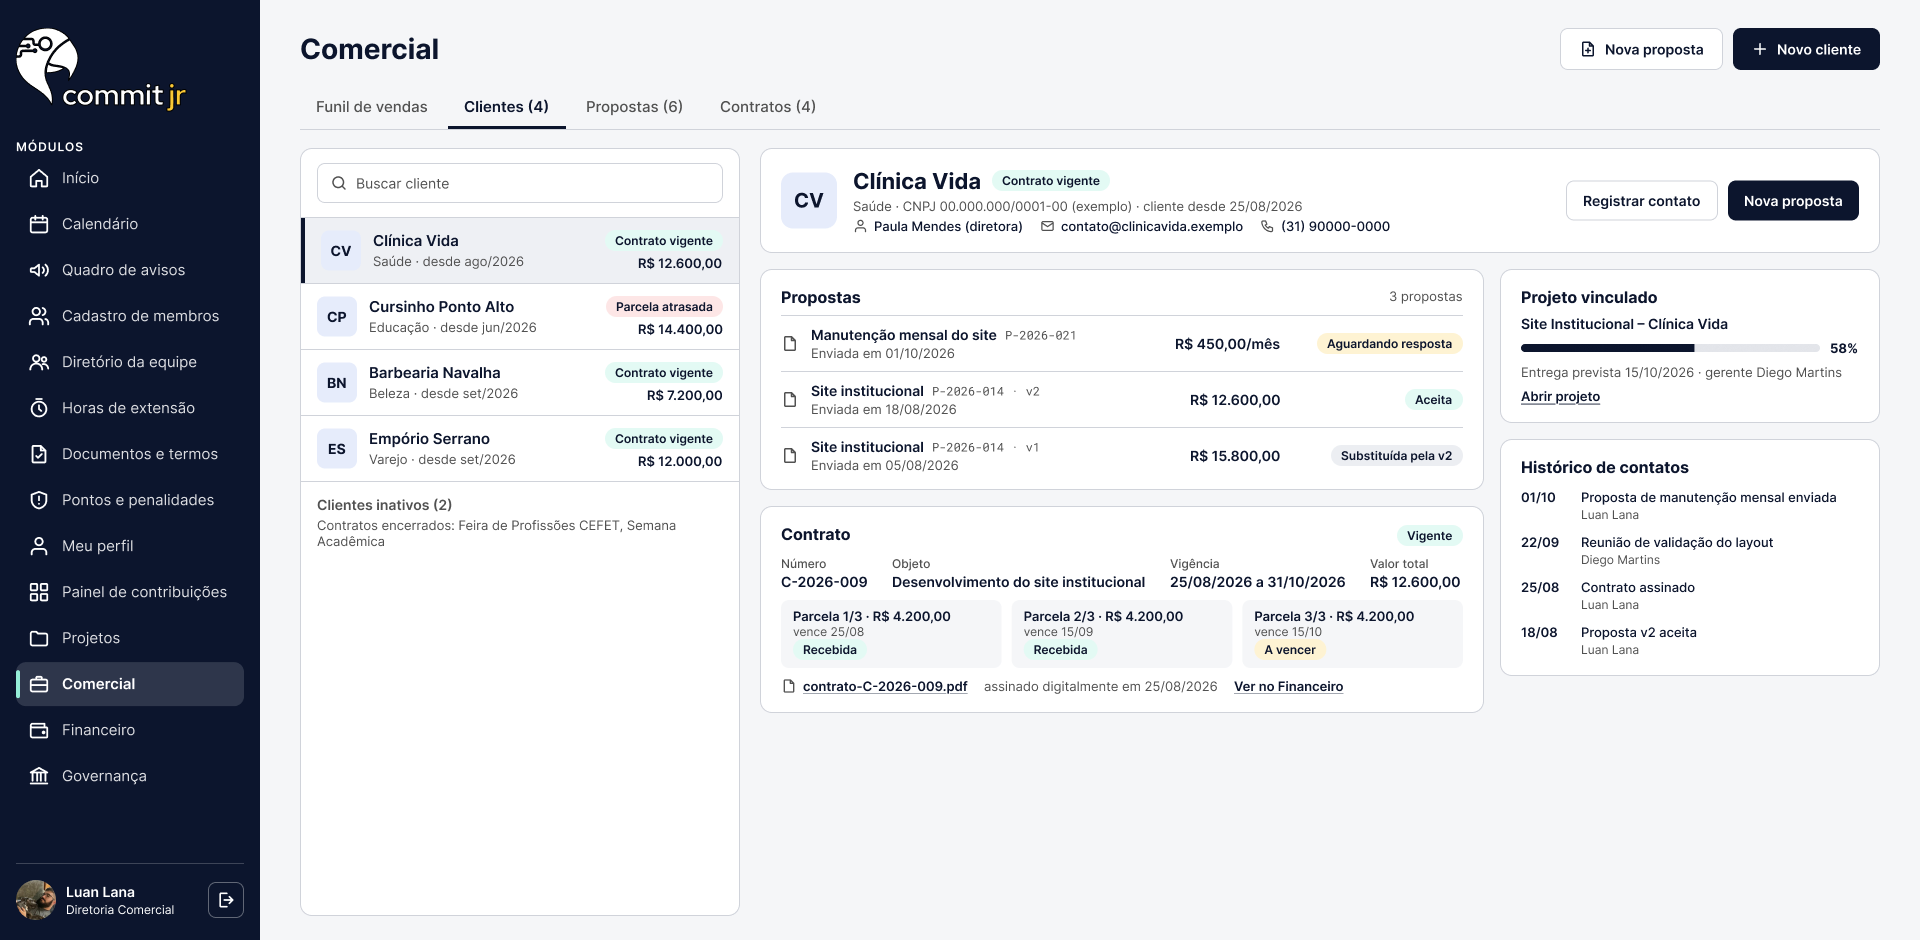 commit jr
MÓDULOS
Início
Calendário
Quadro de avisos
Cadastro de membros
Diretório da equipe
Horas de extensão
Documentos e termos
Pontos e penalidades
Meu perfil
Painel de contribuições
Projetos
Comercial
Financeiro
Governança
Luan Lana
Diretoria Comercial
Comercial
Nova proposta
Novo cliente
Funil de vendas
Clientes (4)
Propostas (6)
Contratos (4)
Buscar cliente
CV
Clínica Vida
Contrato vigente
Saúde · desde ago/2026
R$ 12.600,00
CP
Cursinho Ponto Alto
Parcela atrasada
Educação · desde jun/2026
R$ 14.400,00
BN
Barbearia Navalha
Contrato vigente
Beleza · desde set/2026
R$ 7.200,00
ES
Empório Serrano
Contrato vigente
Varejo · desde set/2026
R$ 12.000,00
Clientes inativos (2)
Contratos encerrados: Feira de Profissões CEFET, Semana
Acadêmica
CV
Clínica Vida
Contrato vigente
Saúde · CNPJ 00.000.000/0001-00 (exemplo) · cliente desde 25/08/2026
Paula Mendes (diretora)
contato@clinicavida.exemplo
(31) 90000-0000
Registrar contato
Nova proposta
Propostas
3 propostas
Manutenção mensal do site P-2026-021
Enviada em 01/10/2026
R$ 450,00/mês
Aguardando resposta
Site institucional P-2026-014 · v2
Enviada em 18/08/2026
R$ 12.600,00
Aceita
Site institucional P-2026-014 · v1
Enviada em 05/08/2026
R$ 15.800,00
Substituída pela v2
Contrato
Vigente
Número
C-2026-009
Objeto
Desenvolvimento do site institucional
Vigência
25/08/2026 a 31/10/2026
Valor total
R$ 12.600,00
Parcela 1/3 · R$ 4.200,00
vence 25/08
Recebida
Parcela 2/3 · R$ 4.200,00
vence 15/09
Recebida
Parcela 3/3 · R$ 4.200,00
vence 15/10
A vencer
contrato-C-2026-009.pdf
assinado digitalmente em 25/08/2026
Ver no Financeiro
Projeto vinculado
Site Institucional – Clínica Vida
58%
Entrega prevista 15/10/2026 · gerente Diego Martins
Abrir projeto
Histórico de contatos
01/10
Proposta de manutenção mensal enviada
Luan Lana
22/09
Reunião de validação do layout
Diego Martins
25/08
Contrato assinado
Luan Lana
18/08
Proposta v2 aceita
Luan Lana